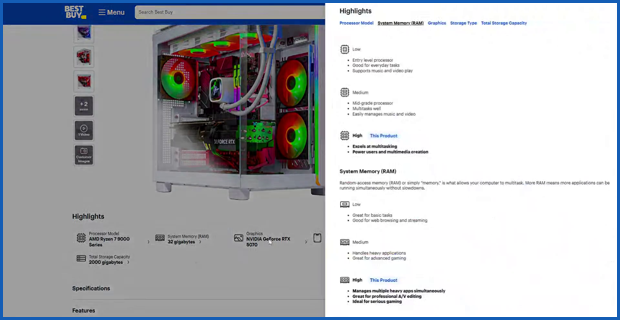 BEST
BUY
Menu
Search Best Buy
+2
GEFORCE RTX
Highlights
Processor Model
AMD Ryzen 7 9000
Series
System Memory (RAM)
32 gigabytes
Graphics
NVIDIA GeForce RTX
5070
Total Storage Capacity
2000 gigabytes
Specifications
Features
Highlights
Processor Model
System Memory (RAM)
Graphics
Storage Type
Total Storage Capacity
Low
Entry level processor
Good for everyday tasks
Supports music and video play
Medium
Mid-grade processor
Multitasks well
Easily manages music and video
High This Product
Excels at multitasking
Power users and multimedia creation
System Memory (RAM)
Random-access memory (RAM) or simply "memory," is what allows your computer to multitask. More RAM means more applications can be
running simultaneously without slowdowns.
Low
Great for basic tasks
Good for web browsing and streaming
Medium
Handles heavy applications
Great for advanced gaming
High This Product
Manages multiple heavy apps simultaneously
Great for professional A/V editing
Ideal for serious gaming